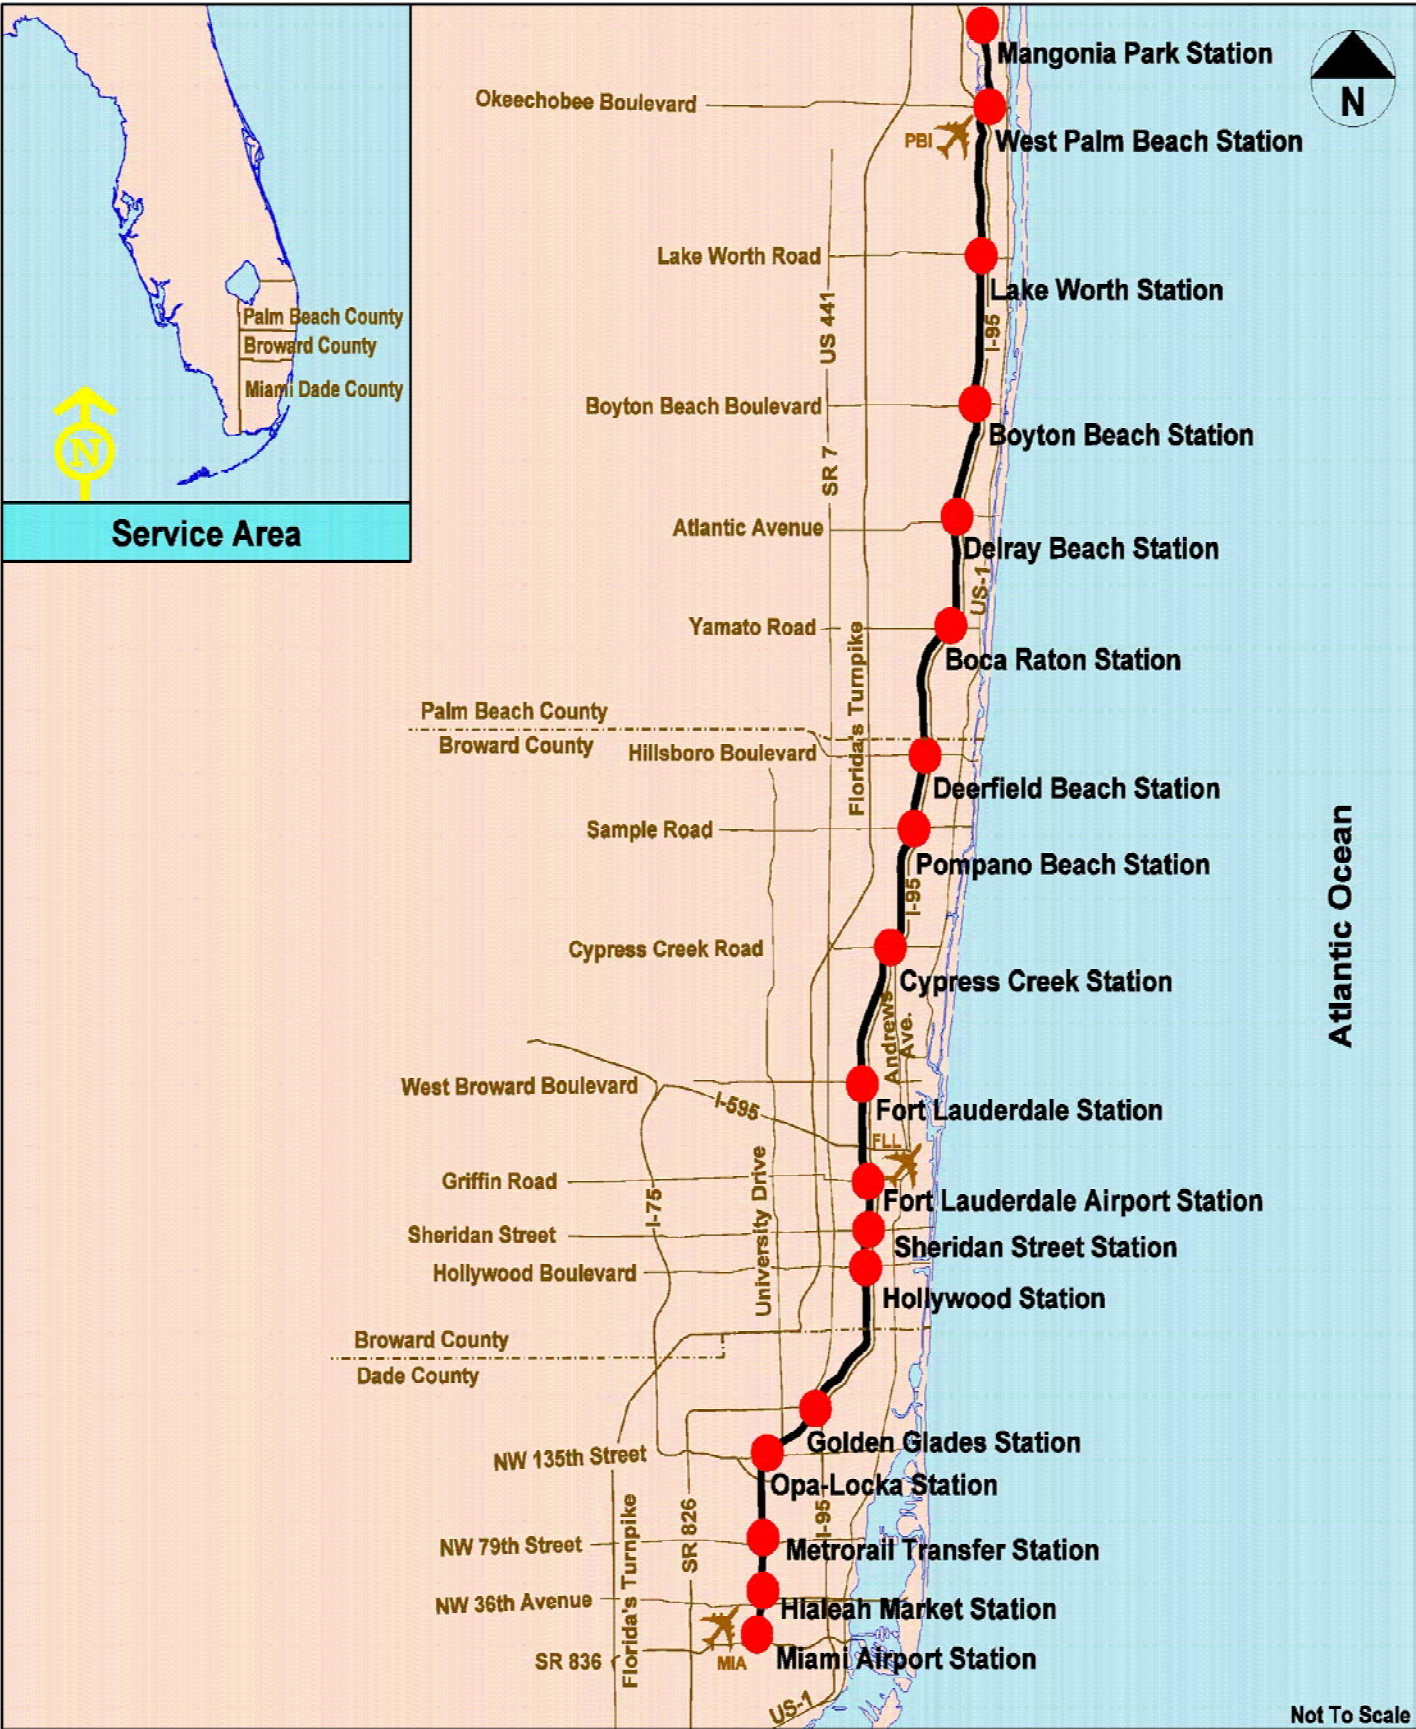 Mangonia Park Station
N
Okeechobee Boulevard
PBI
West Palm Beach Station
Lake Worth Road
Lake Worth Station
Palm Beach County
Broward County
Miami Dade County
N
Service Area
US 441
I-95
Boyton Beach Boulevard
Boyton Beach Station
SR 7
Atlantic Avenue
Delray Beach Station
US-1
Yamato Road
Boca Raton Station
Florida's Turnpike
Palm Beach County
Broward County
Hillsboro Boulevard
Deerfield Beach Station
Sample Road
Pompano Beach Station
I-95
Atlantic Ocean
Cypress Creek Road
Cypress Creek Station
Andrews
Ave.
West Broward Boulevard
I-595
Fort Lauderdale Station
FLL
Griffin Road
Fort Lauderdale Airport Station
I-75
University Drive
Sheridan Street
Sheridan Street Station
Hollywood Boulevard
Hollywood Station
Broward County
Dade County
Golden Glades Station
NW 135th Street
Opa-Locka Station
Florida's Turnpike
SR 826
I-95
NW 79th Street
Metrorail Transfer Station
NW 36th Avenue
Hialeah Market Station
SR 836
MIA
Miami Airport Station
US-1
Not To Scale